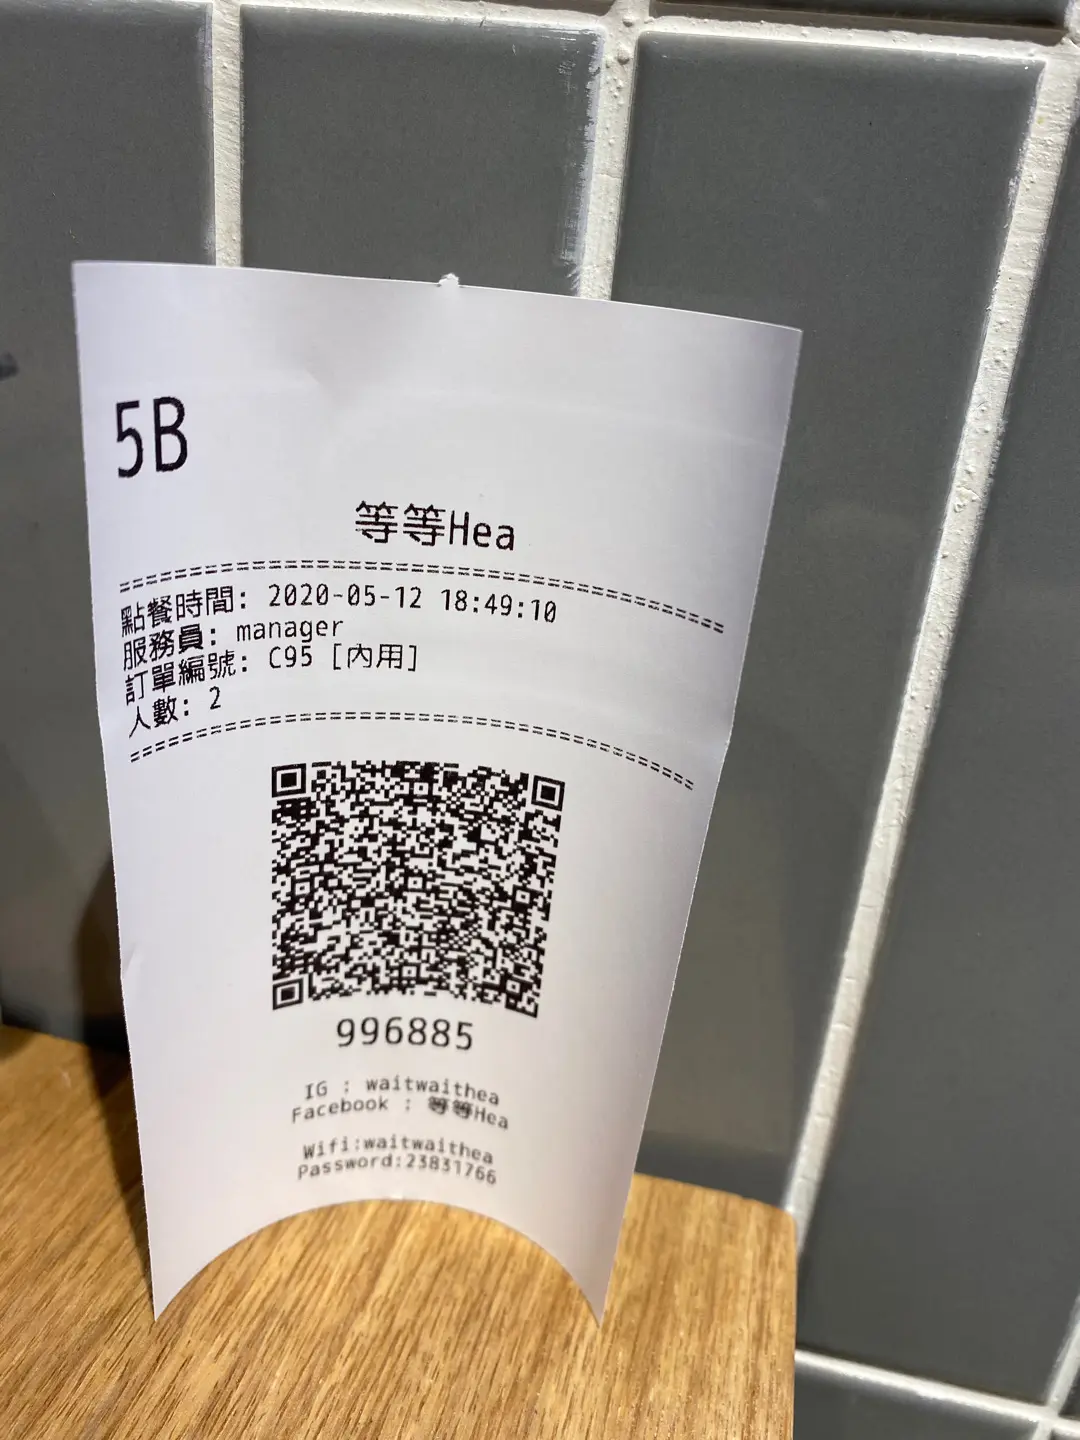 5B
等等Hea
================================================
點餐時間: 2020-05-12 18:49:10
服務員: manager
訂單編號: C95 [內用]
人數: 2
================================================
996885
IG : waitwaithea
Facebook : 等等Hea
Wifi:waitwaithea
Password:23831766